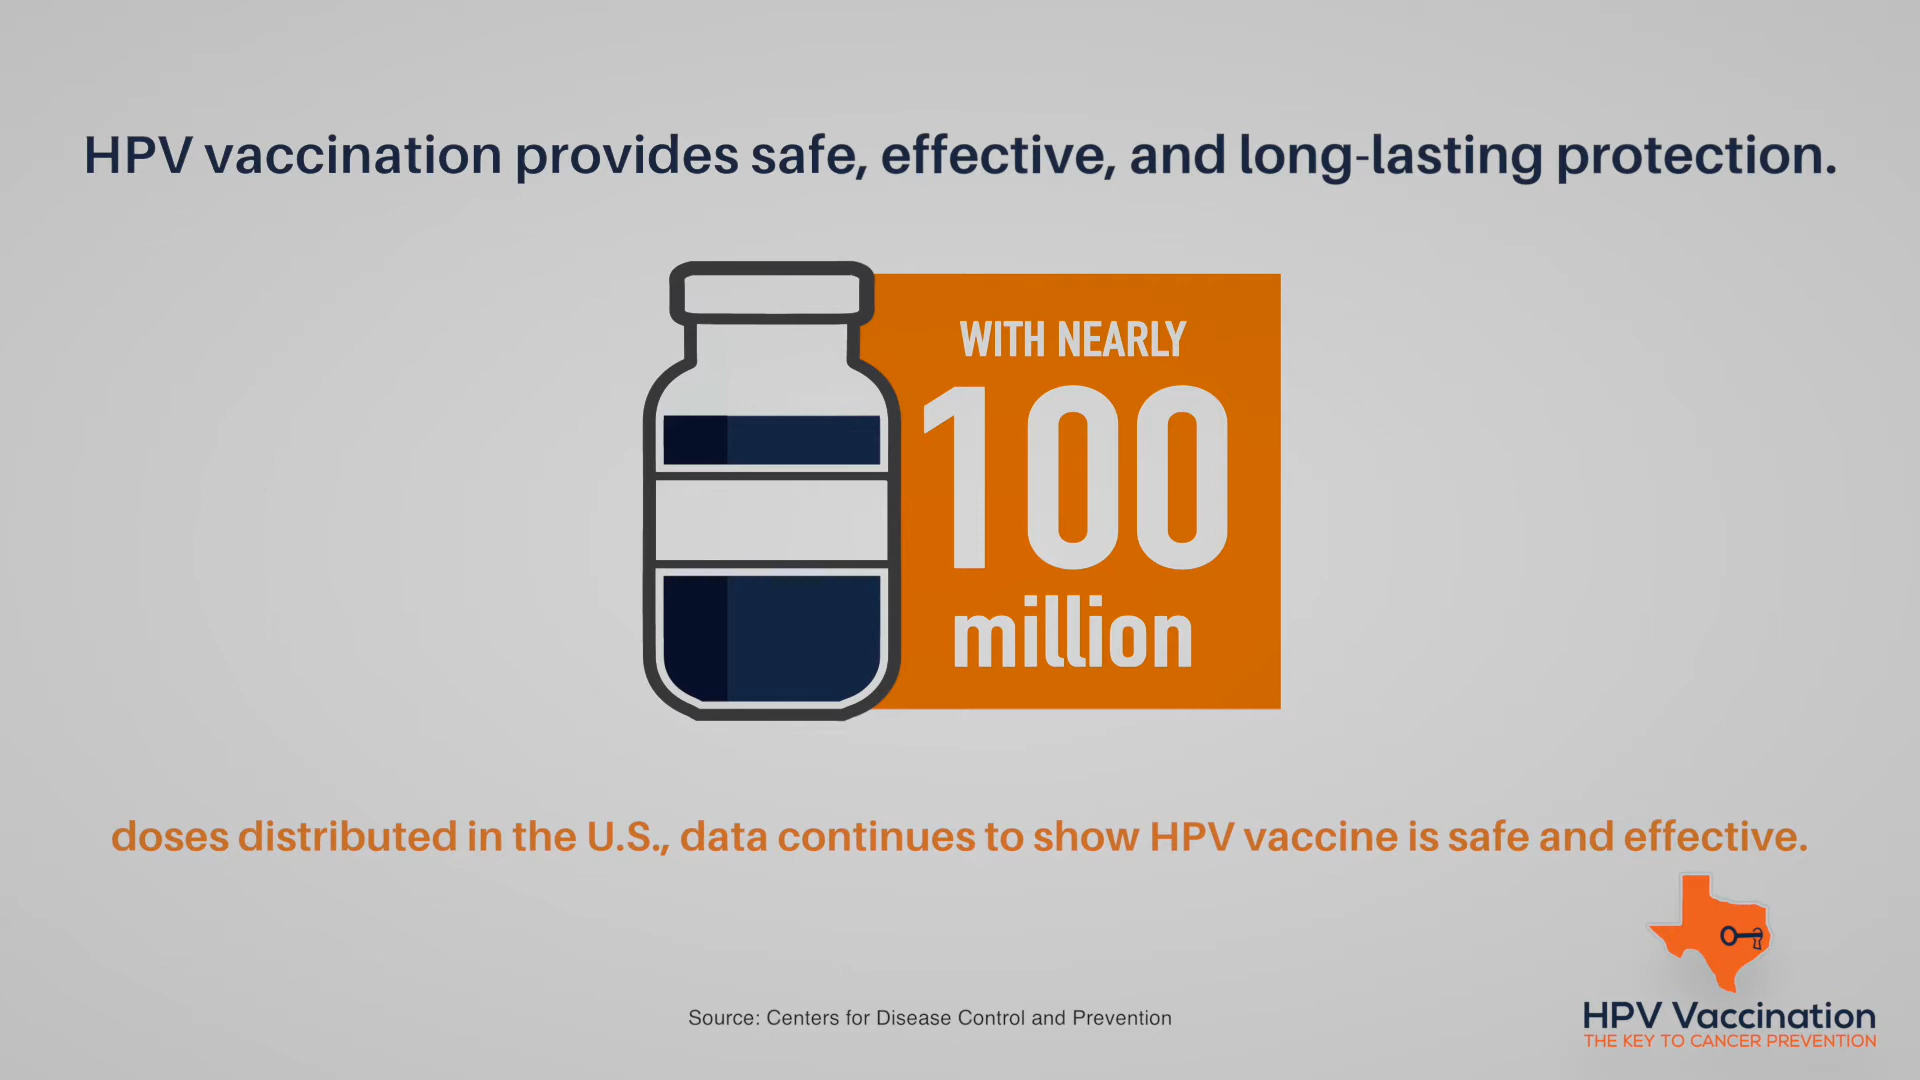 HPV vaccination provides safe, effective, and long-lasting protection.
WITH NEARLY
100
million
doses distributed in the U.S., data continues to show HPV vaccine is safe and effective.
Source: Centers for Disease Control and Prevention
HPV Vaccination
THE KEY TO CANCER PREVENTION